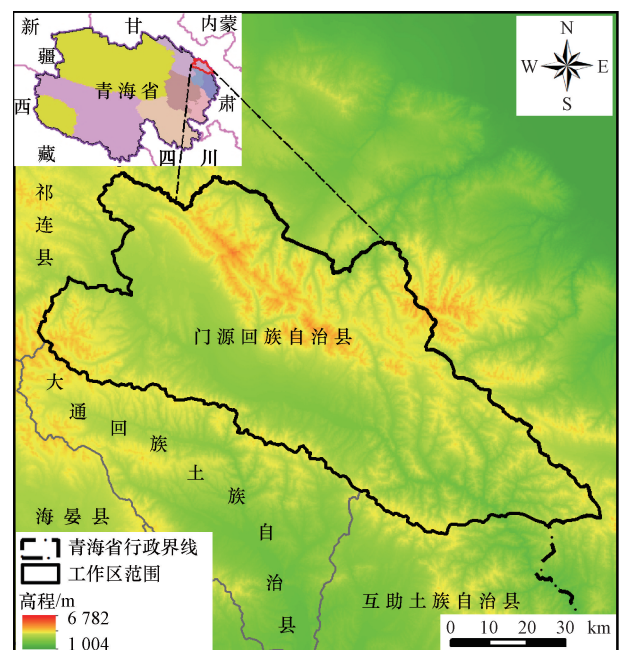 新 甘 内蒙
疆
青海省
西 肃
藏 四 川
N
W E
S
祁连县
门源回族自治县
大通回族土族自治县
海晏县
互助土族自治县
青海省行政界线
工作区范围
高程/m
6 782
1 004
0 10 20 30 km